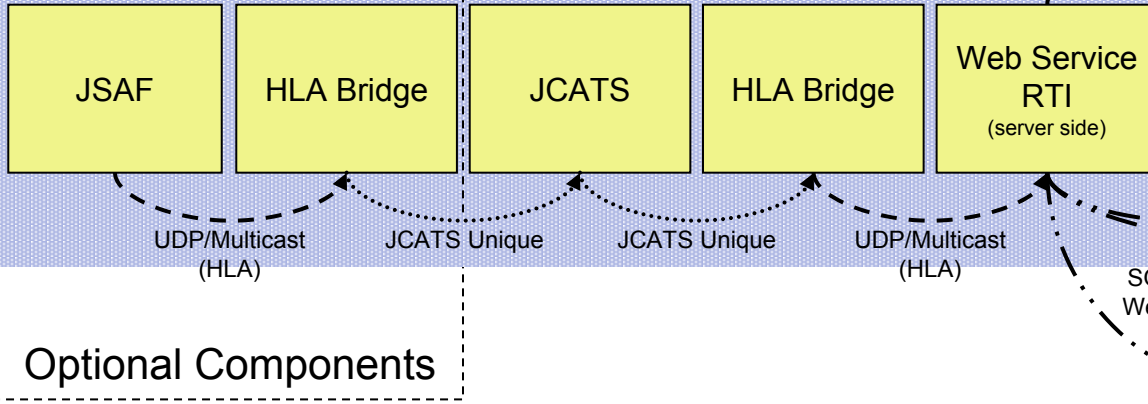 JSAF
HLA Bridge
JCATS
HLA Bridge
Web Service
RTI
(server side)
UDP/Multicast
(HLA)
JCATS Unique
JCATS Unique
UDP/Multicast
(HLA)
Optional Components